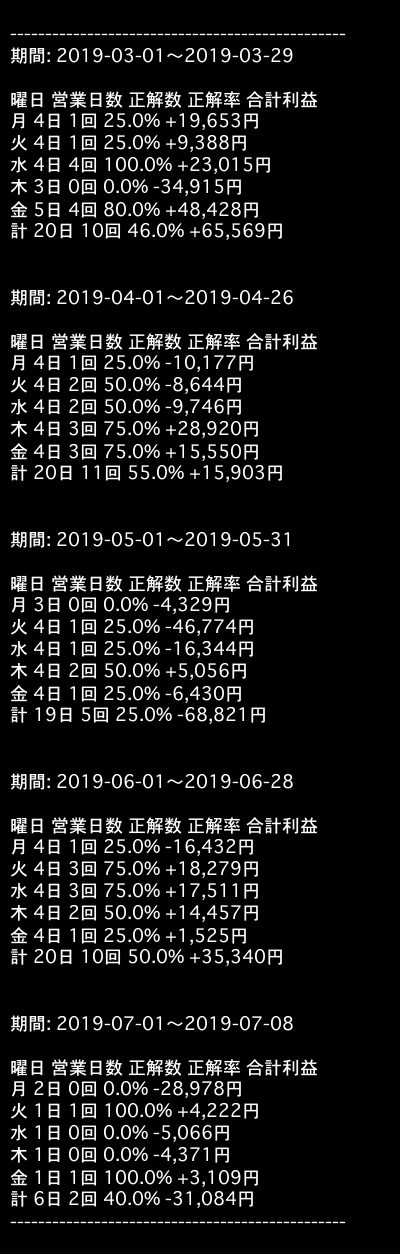 ------------------------------------------------
期間: 2019-03-01〜2019-03-29
曜日 営業日数 正解数 正解率 合計利益
月 4日 1回 25.0% +19,653円
火 4日 1回 25.0% +9,388円
水 4日 4回 100.0% +23,015円
木 3日 0回 0.0% -34,915円
金 5日 4回 80.0% +48,428円
計 20日 10回 46.0% +65,569円
期間: 2019-04-01〜2019-04-26
曜日 営業日数 正解数 正解率 合計利益
月 4日 1回 25.0% -10,177円
火 4日 2回 50.0% -8,644円
水 4日 2回 50.0% -9,746円
木 4日 3回 75.0% +28,920円
金 4日 3回 75.0% +15,550円
計 20日 11回 55.0% +15,903円
期間: 2019-05-01〜2019-05-31
曜日 営業日数 正解数 正解率 合計利益
月 3日 0回 0.0% -4,329円
火 4日 1回 25.0% -46,774円
水 4日 1回 25.0% -16,344円
木 4日 2回 50.0% +5,056円
金 4日 1回 25.0% -6,430円
計 19日 5回 25.0% -68,821円
期間: 2019-06-01〜2019-06-28
曜日 営業日数 正解数 正解率 合計利益
月 4日 1回 25.0% -16,432円
火 4日 3回 75.0% +18,279円
水 4日 3回 75.0% +17,511円
木 4日 2回 50.0% +14,457円
金 4日 1回 25.0% +1,525円
計 20日 10回 50.0% +35,340円
期間: 2019-07-01〜2019-07-08
曜日 営業日数 正解数 正解率 合計利益
月 2日 0回 0.0% -28,978円
火 1日 1回 100.0% +4,222円
水 1日 0回 0.0% -5,066円
木 1日 0回 0.0% -4,371円
金 1日 1回 100.0% +3,109円
計 6日 2回 40.0% -31,084円
------------------------------------------------